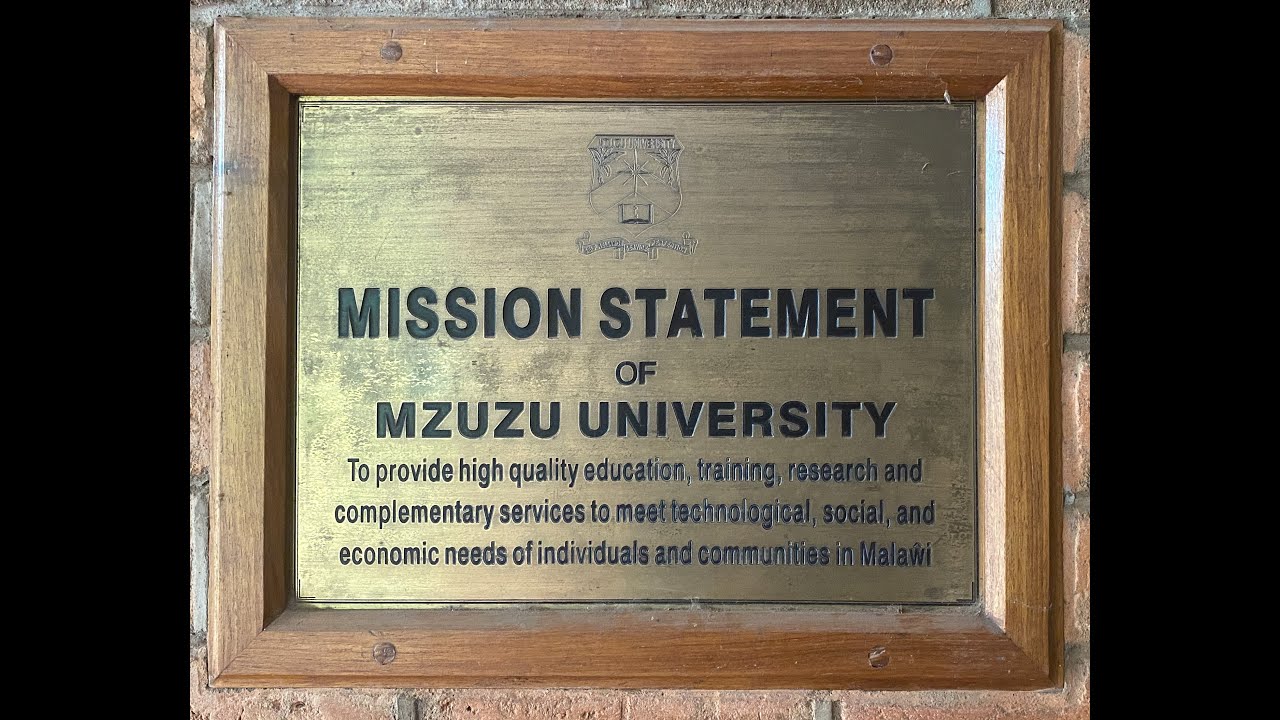 UNIVERSITY
MISSION STATEMENT
OF
MZUZU UNIVERSITY
To provide high quality education, training, research and
complementary services to meet technological, social, and
economic needs of individuals and communities in Malaŵi